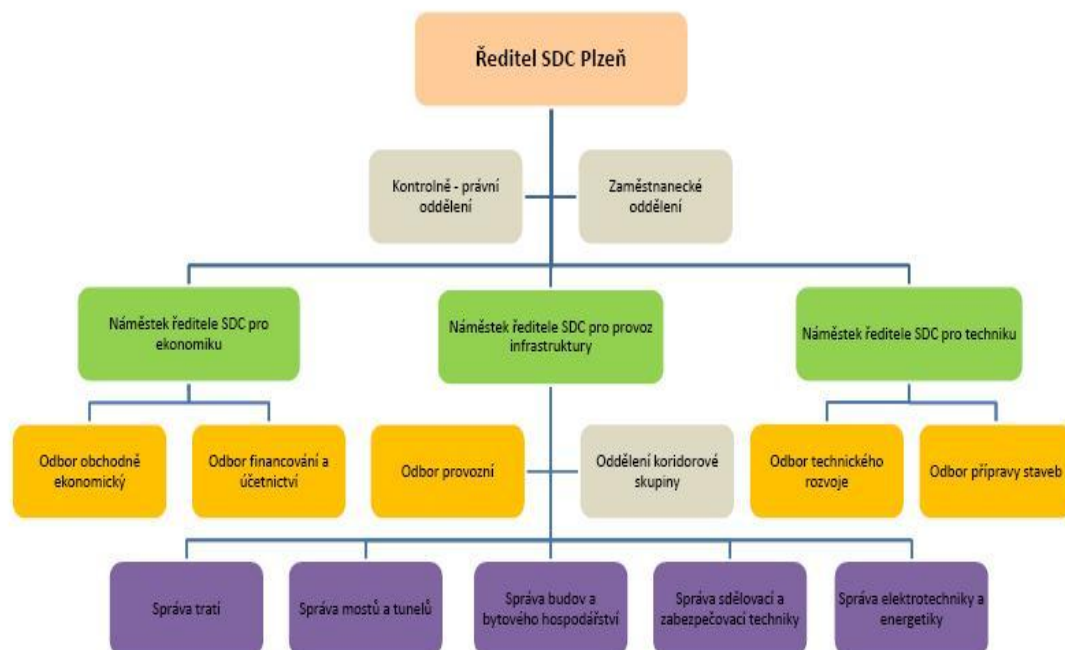 Ředitel SDC Plzeň
Kontrolně - právní
oddělení
Zaměstnanecké
oddělení
Náměstek ředitele SDC pro
ekonomiku
Náměstek ředitele SDC pro provoz
infrastruktury
Náměstek ředitele SDC pro techniku
Odbor obchodně
ekonomický
Odbor financování a
účetnictví
Odbor provozní
Oddělení koridorové
skupiny
Odbor technického
rozvoje
Odbor přípravy staveb
Správa tratí
Správa mostů a tunelů
Správa budov a
bytového hospodářství
Správa sdělovací a
zabezpečovací techniky
Správa elektrotechniky a
energetiky